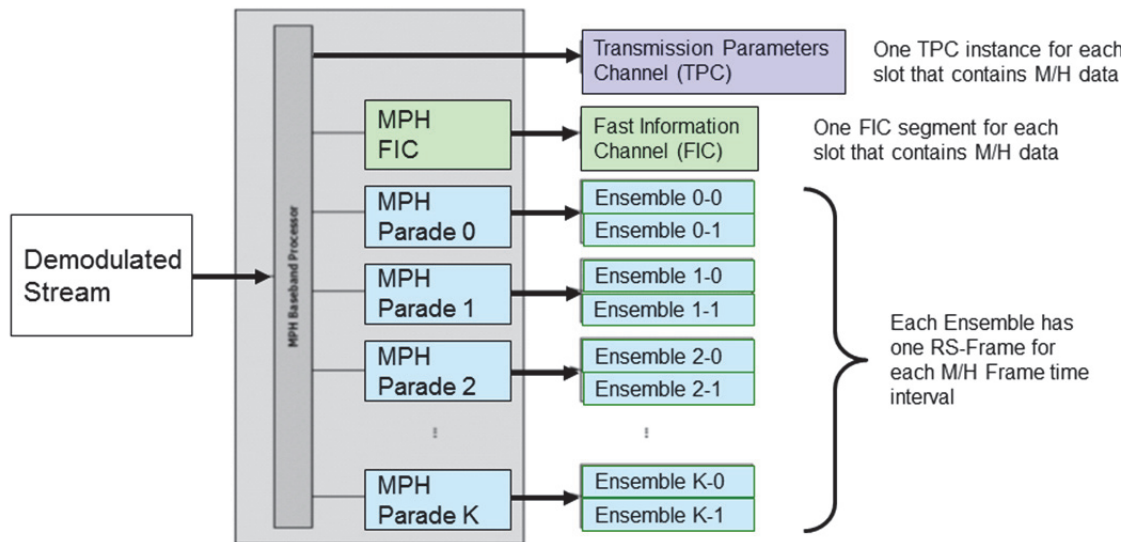 Transmission Parameters
Channel (TPC)
One TPC instance for each
slot that contains M/H data
MPH
FIC
Fast Information
Channel (FIC)
One FIC segment for each
slot that contains M/H data
Demodulated
Stream
MPH Baseband Processor
MPH
Parade 0
Ensemble 0-0
Ensemble 0-1
MPH
Parade 1
Ensemble 1-0
Ensemble 1-1
MPH
Parade 2
Ensemble 2-0
Ensemble 2-1
...
...
MPH
Parade K
Ensemble K-0
Ensemble K-1
Each Ensemble has
one RS-Frame for
each M/H Frame time
interval